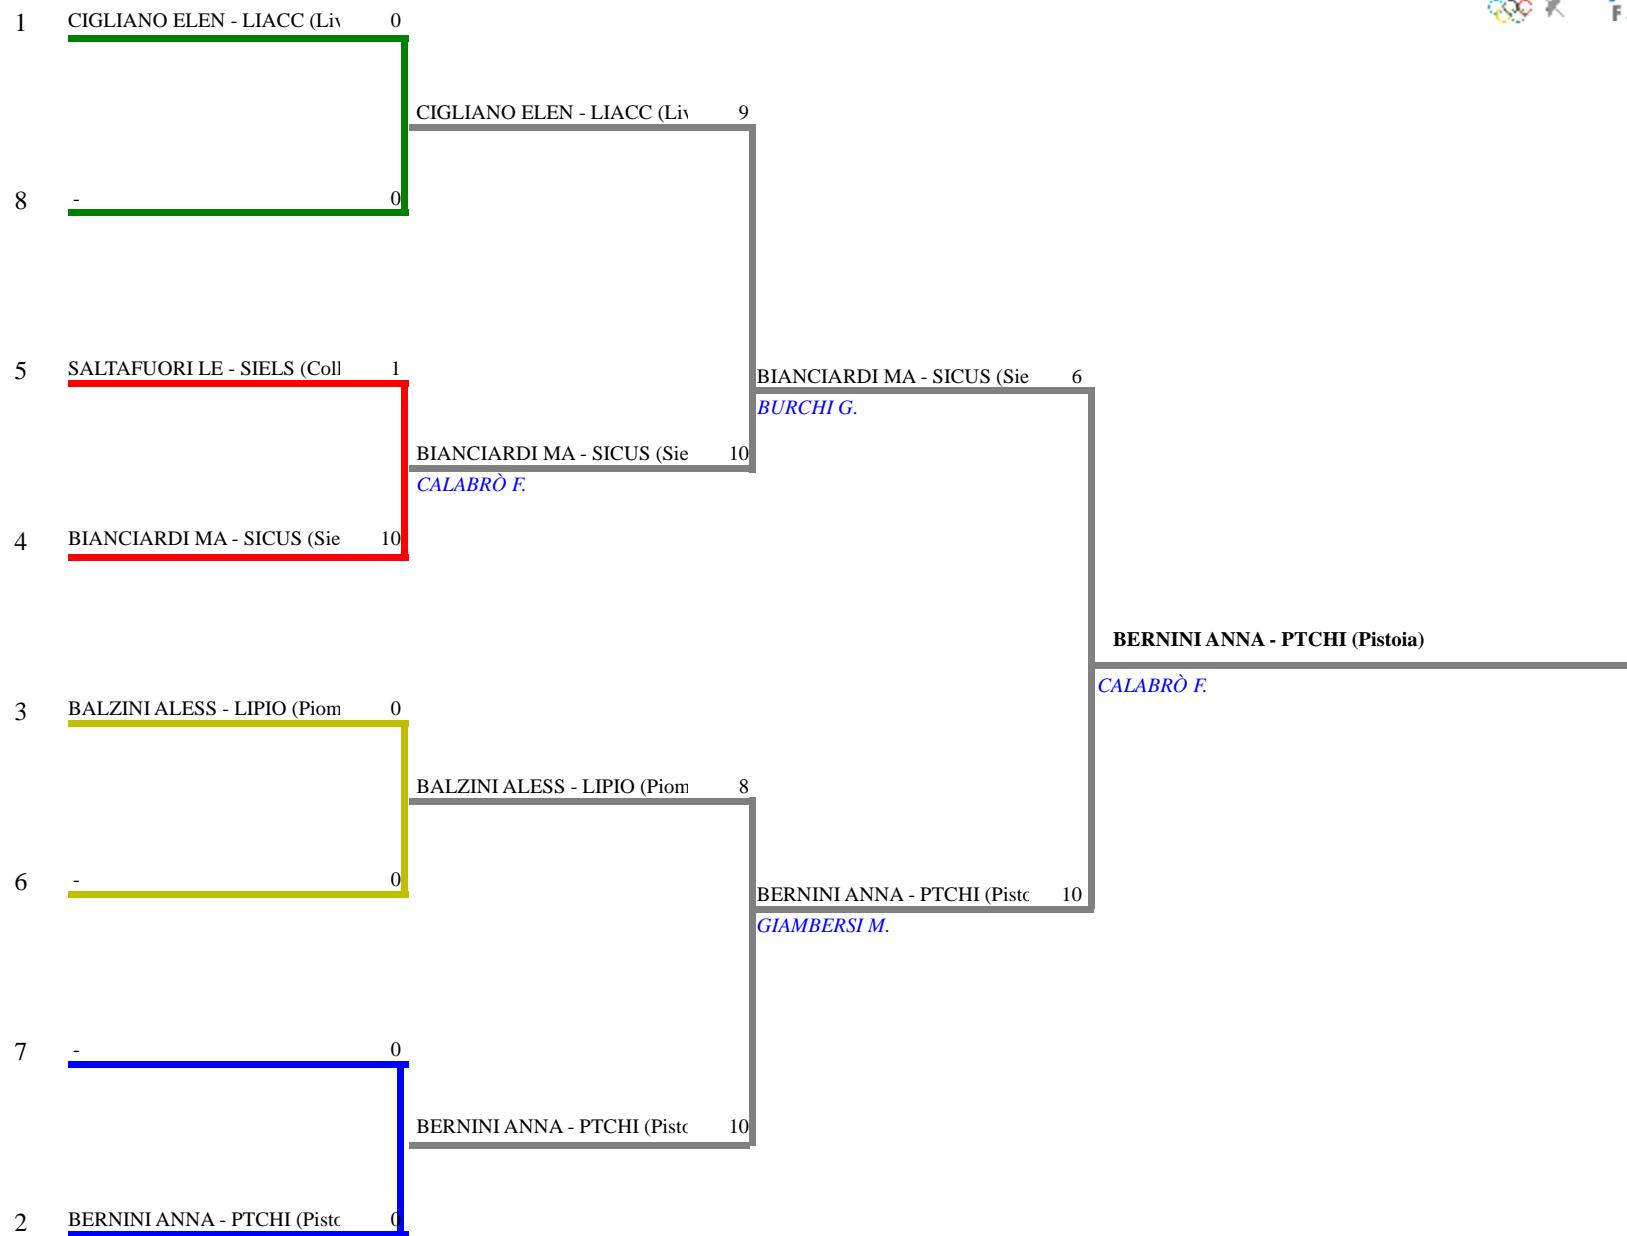 1 CIGLIANO ELEN - LIACC (Liv 0
CIGLIANO ELEN - LIACC (Liv 9
8 - 0
5 SALTAFUORI LE - SIELS (Coll 1
BIANCIARDI MA - SICUS (Sie 6
BURCHI G.
BIANCIARDI MA - SICUS (Sie 10
CALABRÒ F.
4 BIANCIARDI MA - SICUS (Sie 10
BERNINI ANNA - PTCHI (Pistoia)
CALABRÒ F.
3 BALZINI ALESS - LIPIO (Piom 0
BALZINI ALESS - LIPIO (Piom 8
6 - 0
BERNINI ANNA - PTCHI (Pisto 10
GIAMBERSI M.
7 - 0
BERNINI ANNA - PTCHI (Pisto 10
2 BERNINI ANNA - PTCHI (Pisto 0